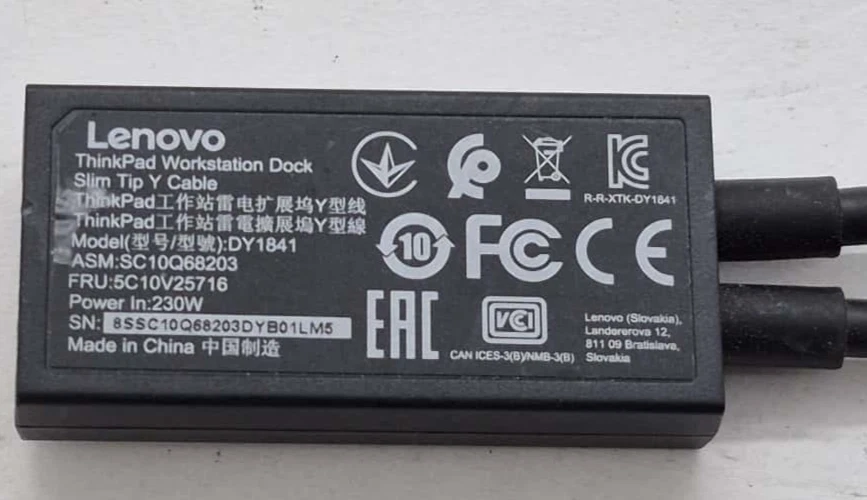 Lenovo
ThinkPad Workstation Dock
Slim Tip Y Cable
ThinkPad工作站雷电扩展坞Y型线
ThinkPad工作站雷電擴展塢Y型線
Model(型号/型號):DY1841
ASM:SC10Q68203
FRU:5C10V25716
Power In:230W
SN: 8SSC10Q68203DYB01LM5
Made in China 中国制造
R-R-XTK-DY1841
10
FC CE
EAC
VCI
CAN ICES-3(B)/NMB-3(B)
Lenovo (Slovakia),
Landererova 12,
811 09 Bratislava,
Slovakia